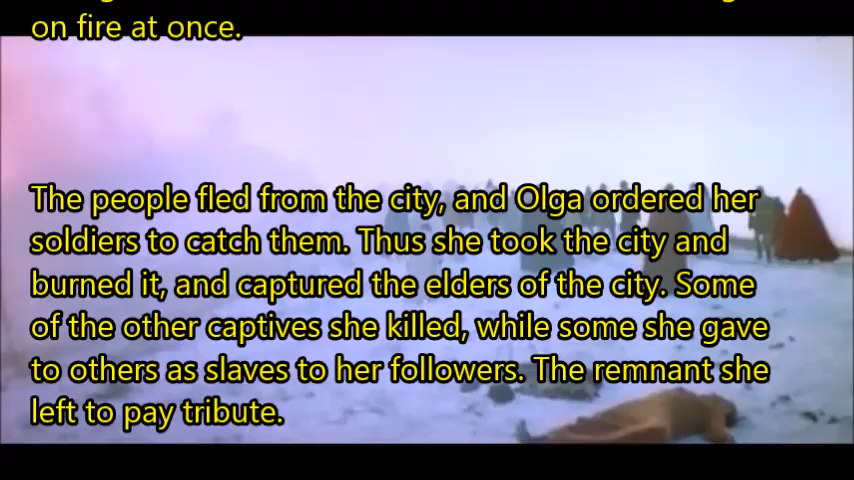 on fire at once.
The people fled from the city, and Olga ordered her
soldiers to catch them. Thus she took the city and
burned it, and captured the elders of the city. Some
of the other captives she killed, while some she gave
to others as slaves to her followers. The remnant she
left to pay tribute.